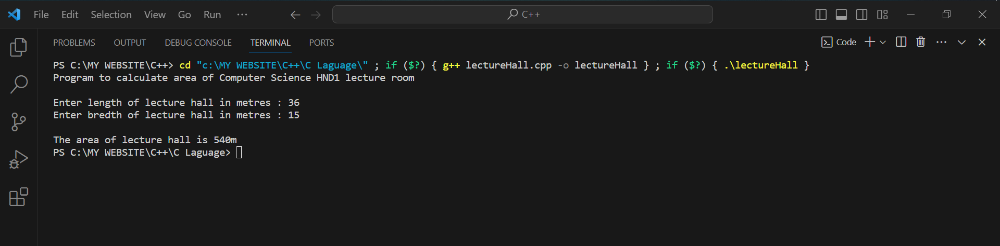 File Edit Selection View Go Run ··· C++
PROBLEMS OUTPUT DEBUG CONSOLE TERMINAL PORTS Code
PS C:\MY WEBSITE\C++> cd "c:\MY WEBSITE\C++\C Laguage\" ; if ($?) { g++ lectureHall.cpp -o lectureHall } ; if ($?) { .\lectureHall }
Program to calculate area of Computer Science HND1 lecture room
Enter length of lecture hall in metres : 36
Enter bredth of lecture hall in metres : 15
The area of lecture hall is 540m
PS C:\MY WEBSITE\C++\C Laguage>